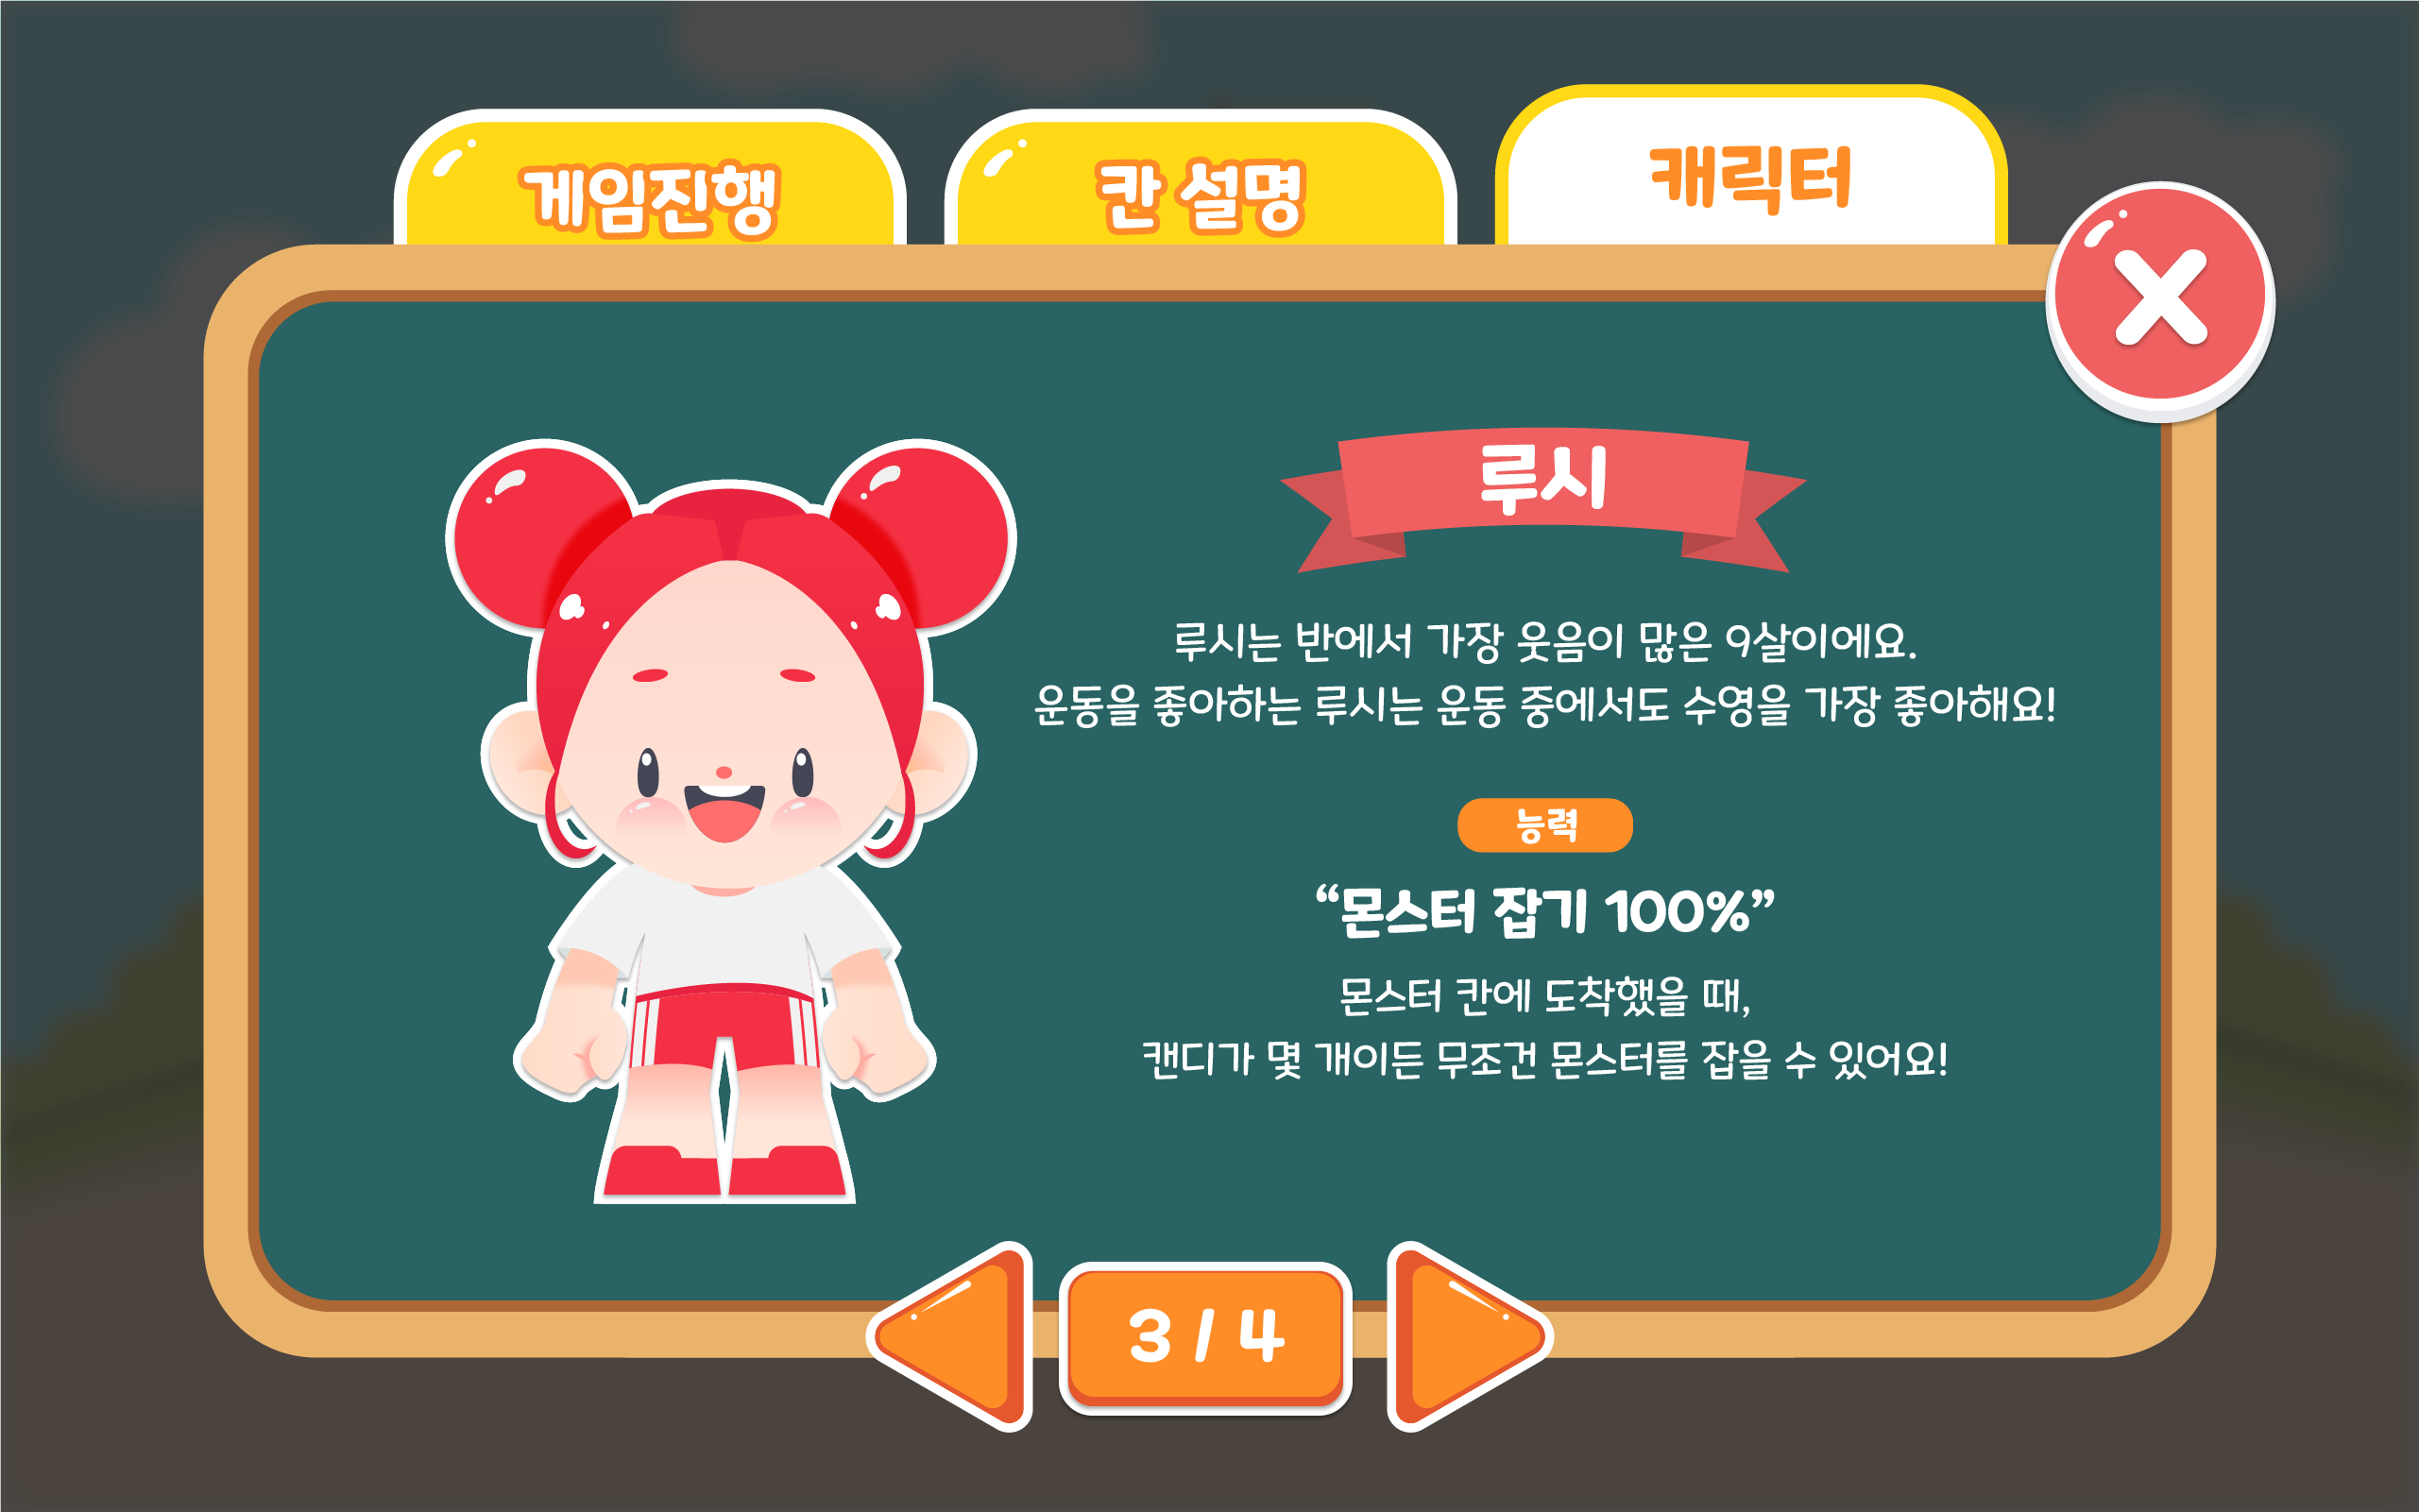 게임진행
칸 설명
캐릭터
루시
루시는 반에서 가장 웃음이 많은 9살이에요.
운동을 좋아하는 루시는 운동 중에서도 수영을 가장 좋아해요!
능력
“몬스터 잡기 100%”
몬스터 칸에 도착했을 때,
캔디가 몇 개이든 무조건 몬스터를 잡을 수 있어요!
3 / 4